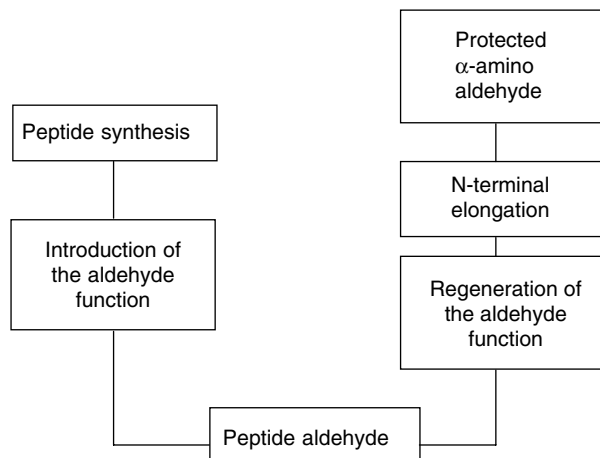 Peptide synthesis
Introduction of
the aldehyde
function
Protected
α-amino
aldehyde
N-terminal
elongation
Regeneration of
the aldehyde
function
Peptide aldehyde